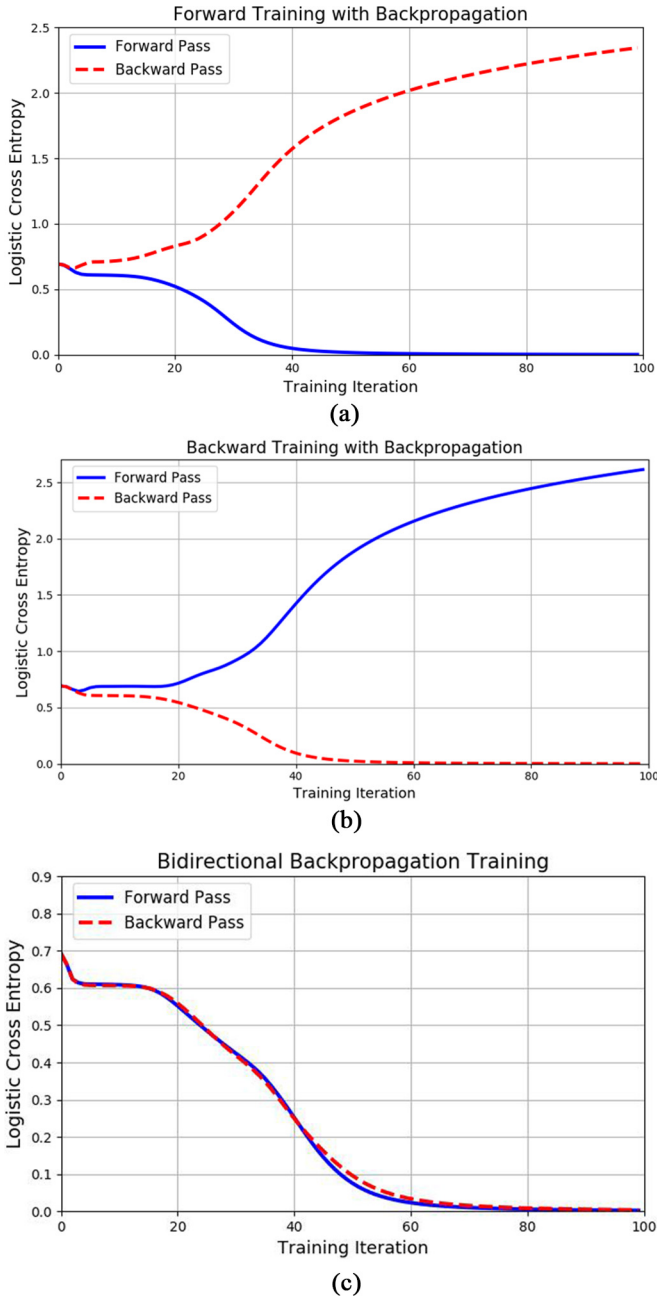 Forward Training with Backpropagation
2.5
2.0
1.5
1.0
0.5
0.0
Logistic Cross Entropy
Forward Pass
Backward Pass
0 20 40 60 80 100
Training Iteration
(a)
Backward Training with Backpropagation
2.5
2.0
1.5
1.0
0.5
0.0
Logistic Cross Entropy
Forward Pass
Backward Pass
0 20 40 60 80 100
Training Iteration
(b)
Bidirectional Backpropagation Training
0.9
0.8
0.7
0.6
0.5
0.4
0.3
0.2
0.1
0.0
Logistic Cross Entropy
Forward Pass
Backward Pass
0 20 40 60 80 100
Training Iteration
(c)